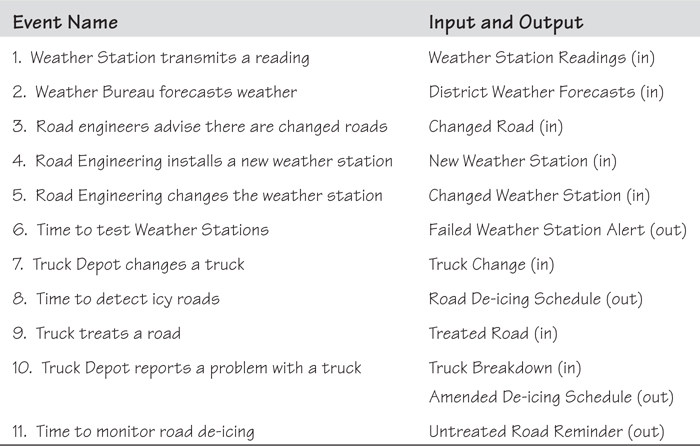 Event Name Input and Output
1. Weather Station transmits a reading Weather Station Readings (in)
2. Weather Bureau forecasts weather District Weather Forecasts (in)
3. Road engineers advise there are changed roads Changed Road (in)
4. Road Engineering installs a new weather station New Weather Station (in)
5. Road Engineering changes the weather station Changed Weather Station (in)
6. Time to test Weather Stations Failed Weather Station Alert (out)
7. Truck Depot changes a truck Truck Change (in)
8. Time to detect icy roads Road De-icing Schedule (out)
9. Truck treats a road Treated Road (in)
10. Truck Depot reports a problem with a truck Truck Breakdown (in)
Amended De-icing Schedule (out)
11. Time to monitor road de-icing Untreated Road Reminder (out)